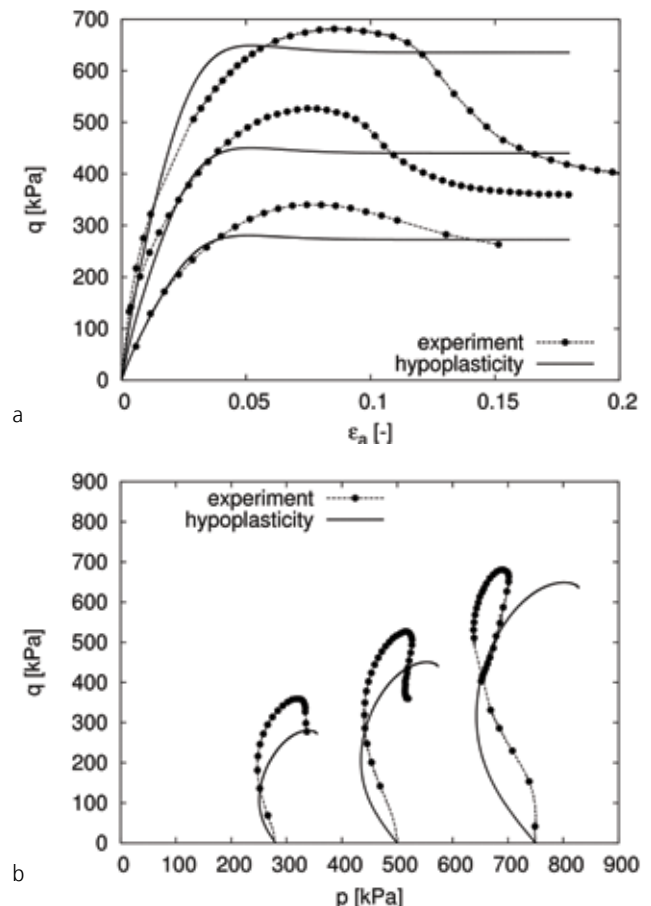 700
600
500
400
300
200
100
0
q [kPa]
experiment
hypoplasticity
0 0.05 0.1 0.15 0.2
a
εa [-]
900
800
700
600
500
400
300
200
100
0
q [kPa]
experiment
hypoplasticity
0 100 200 300 400 500 600 700 800 900
b
p [kPa]